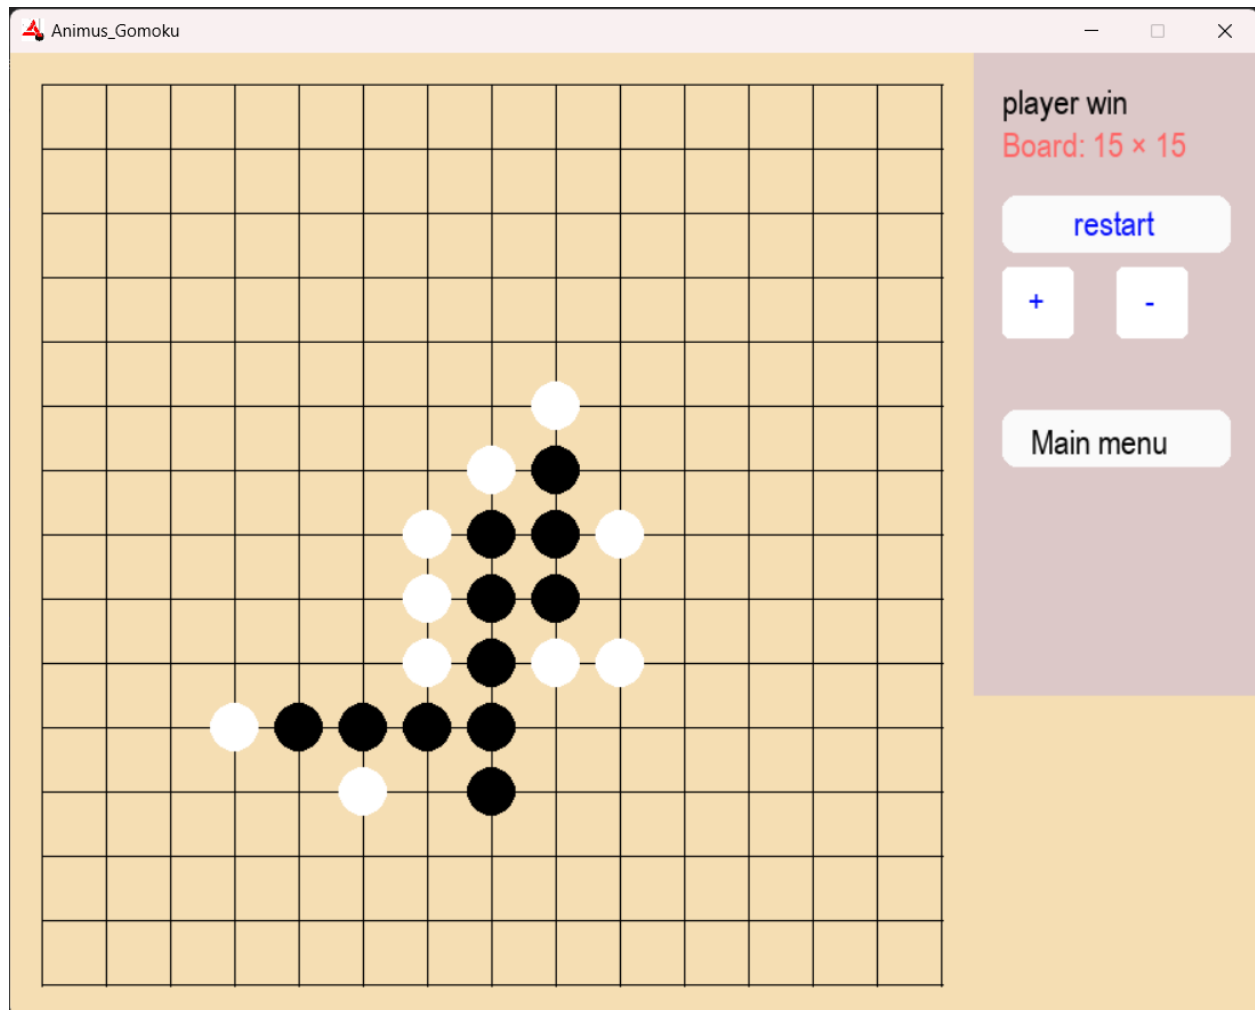 Animus_Gomoku
player win
Board: 15 × 15
restart
+ -
Main menu